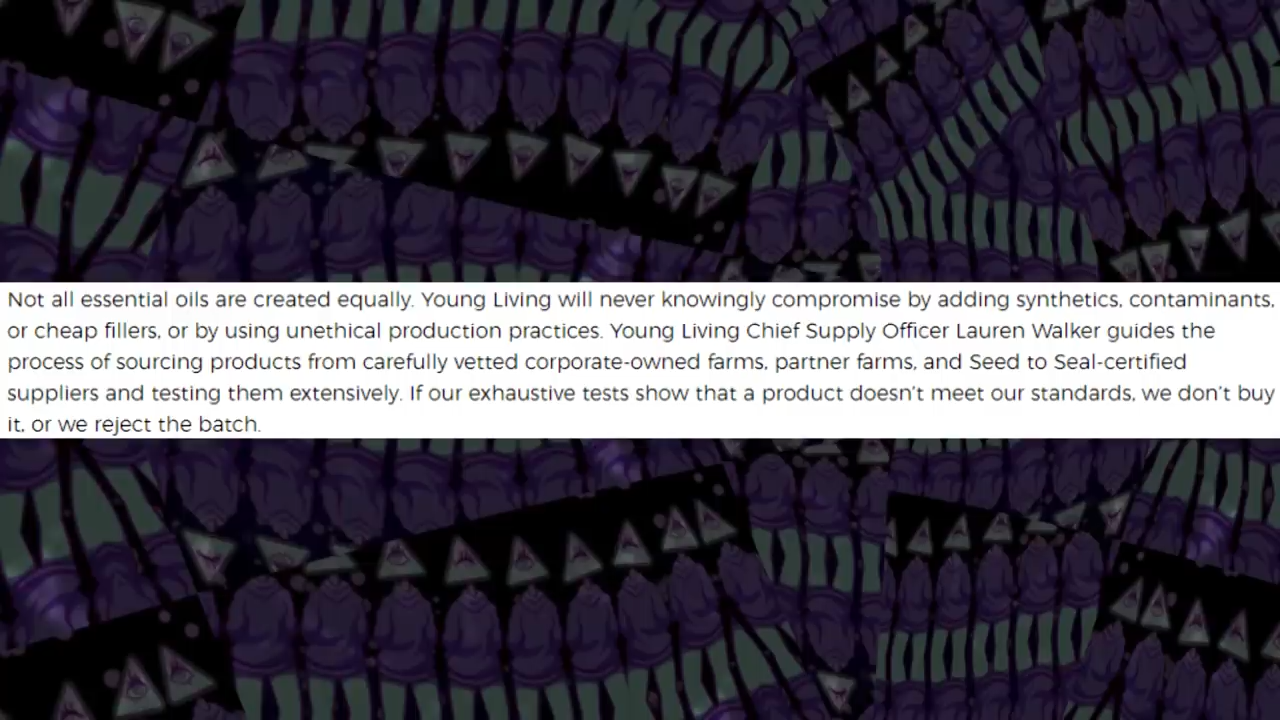 Not all essential oils are created equally. Young Living will never knowingly compromise by adding synthetics, contaminants,
or cheap fillers, or by using unethical production practices. Young Living Chief Supply Officer Lauren Walker guides the
process of sourcing products from carefully vetted corporate-owned farms, partner farms, and Seed to Seal-certified
suppliers and testing them extensively. If our exhaustive tests show that a product doesn't meet our standards, we don't buy
it, or we reject the batch.